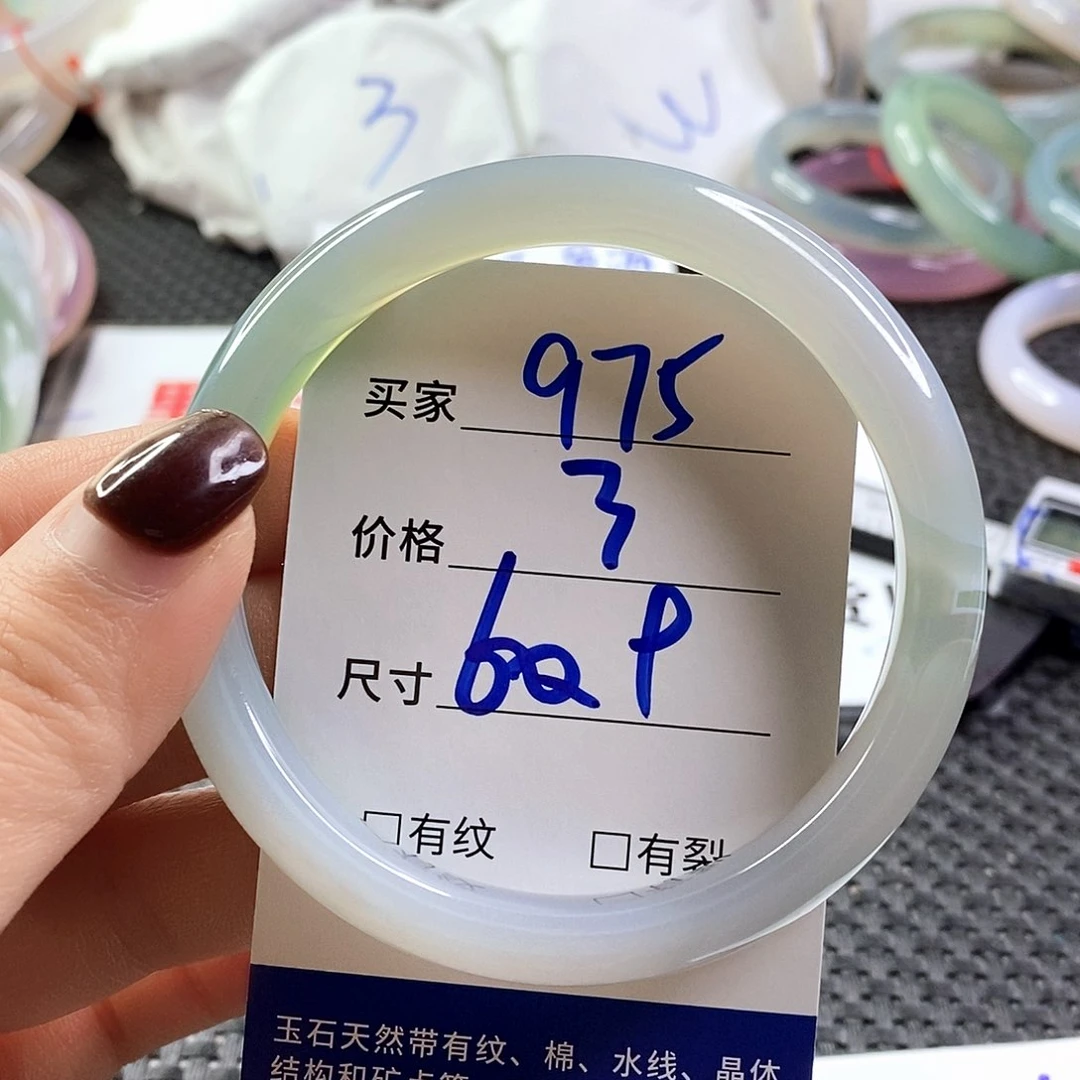 3
W
买家 975
价格 3
尺寸 602 P
□有纹 □有裂
玉石天然带有纹、棉、水线、晶体
结构和矿点等